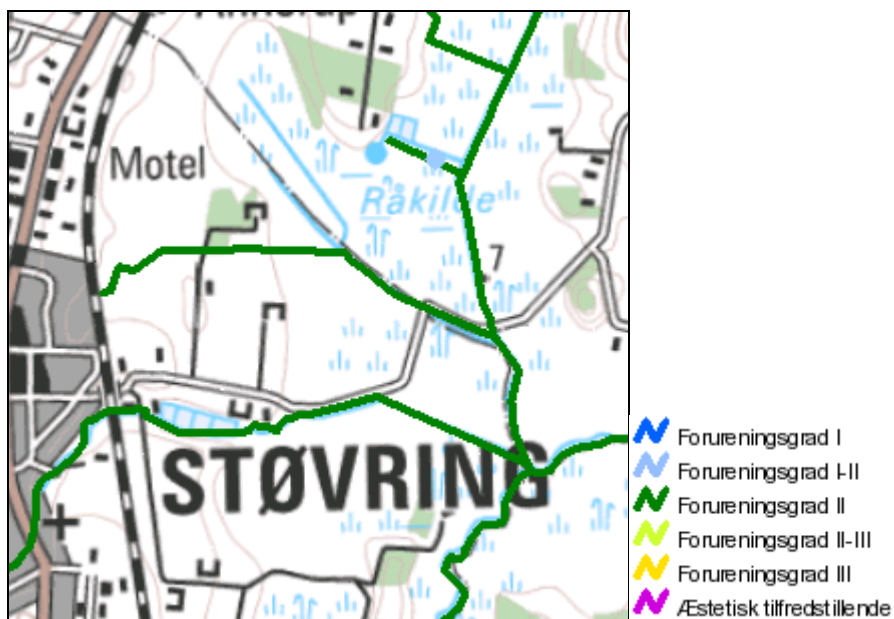 Motel
Råkilde
7
STØVRING
Forureningsgrad I
Forureningsgrad I-II
Forureningsgrad II
Forureningsgrad II-III
Forureningsgrad III
Æstetisk tilfredstillende